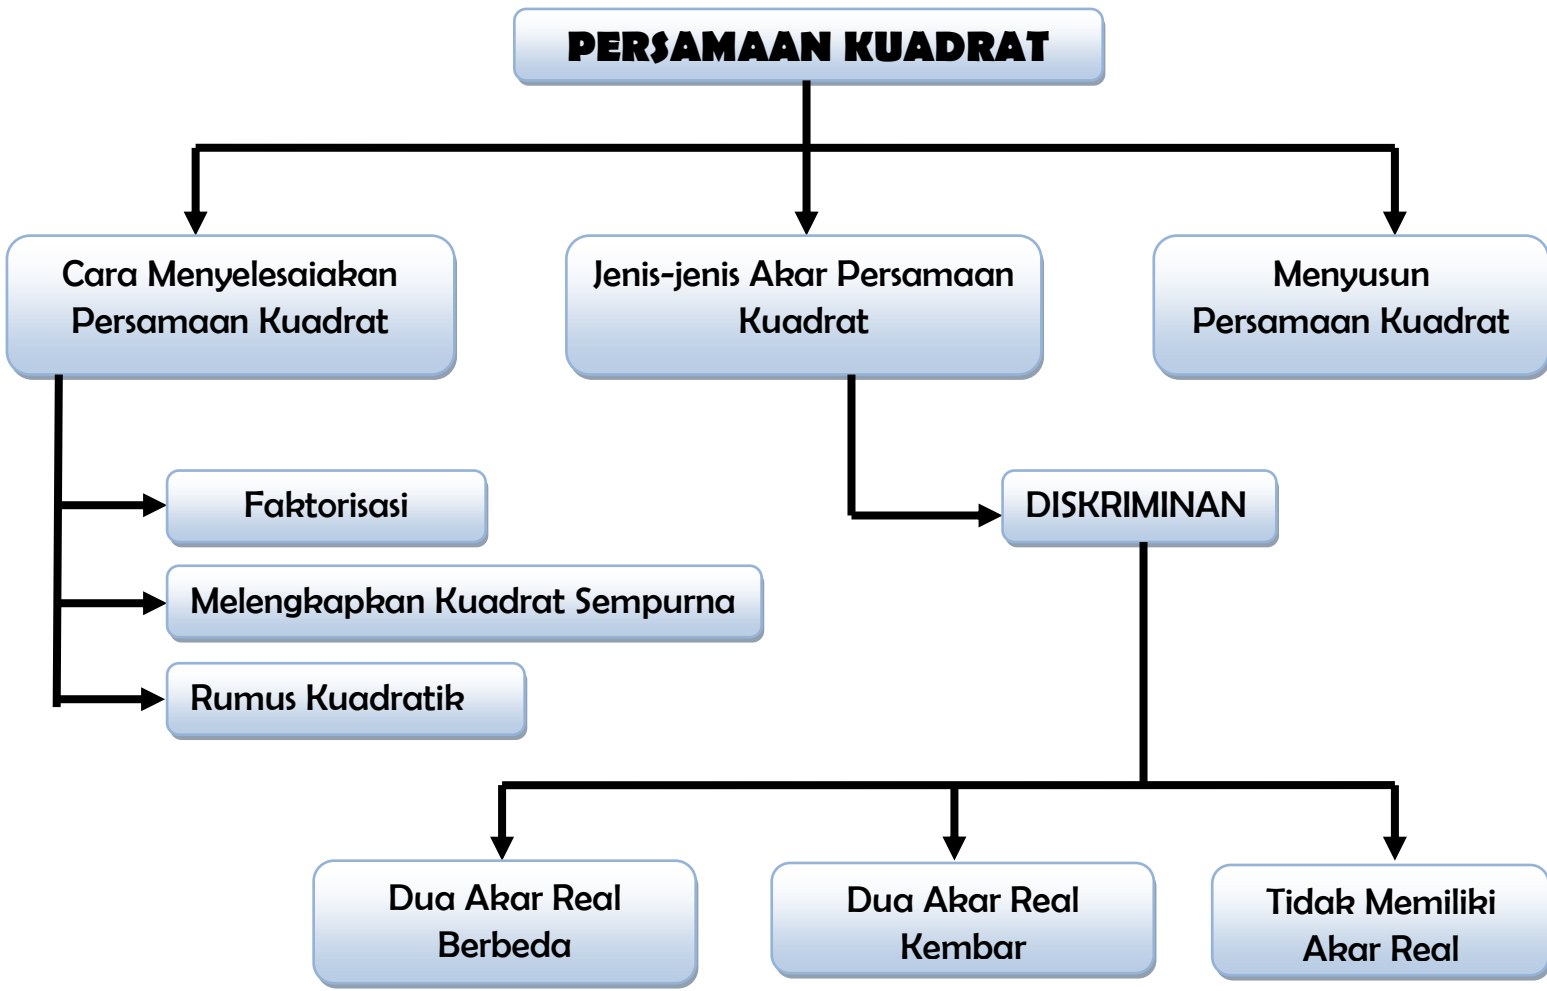 PERSAMAAN KUADRAT
Cara Menyelesaiakan
Persamaan Kuadrat
Jenis-jenis Akar Persamaan
Kuadrat
Menyusun
Persamaan Kuadrat
Faktorisasi
Melengkapkan Kuadrat Sempurna
Rumus Kuadratik
DISKRIMINAN
Dua Akar Real
Berbeda
Dua Akar Real
Kembar
Tidak Memiliki
Akar Real